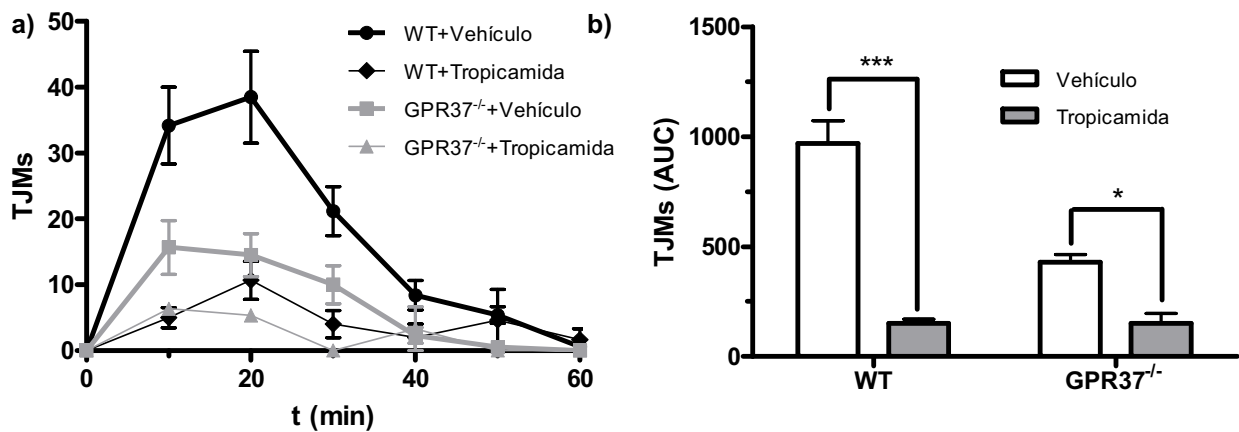 a)
50
40
30
20
10
0
TJMs
0
20
40
60
t (min)
WT+Vehículo
WT+Tropicamida
GPR37-/-+Vehículo
GPR37-/-+Tropicamida
b)
1500
1000
500
0
TJMs (AUC)
***
*
Vehículo
Tropicamida
WT
GPR37-/-